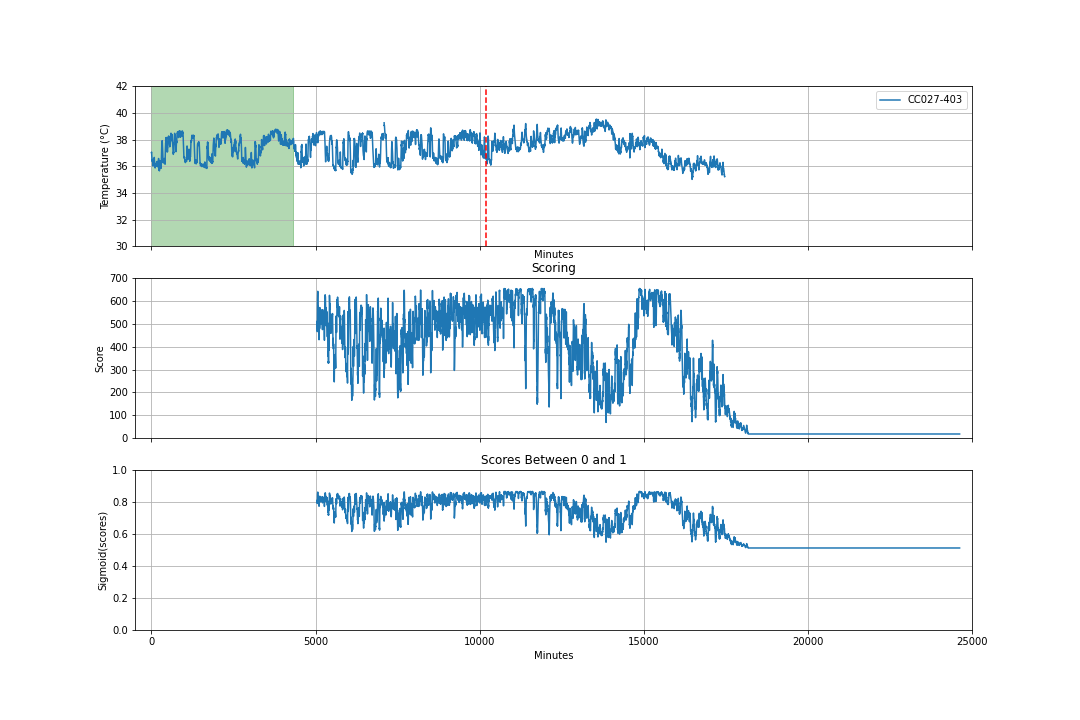 42
40
38
36
34
32
30
Temperature (°C)
CC027-403
Minutes
Scoring
700
600
500
400
300
200
100
0
Score
Scores Between 0 and 1
1.0
0.8
0.6
0.4
0.2
0.0
Sigmoid(scores)
0 5000 10000 15000 20000 25000
Minutes